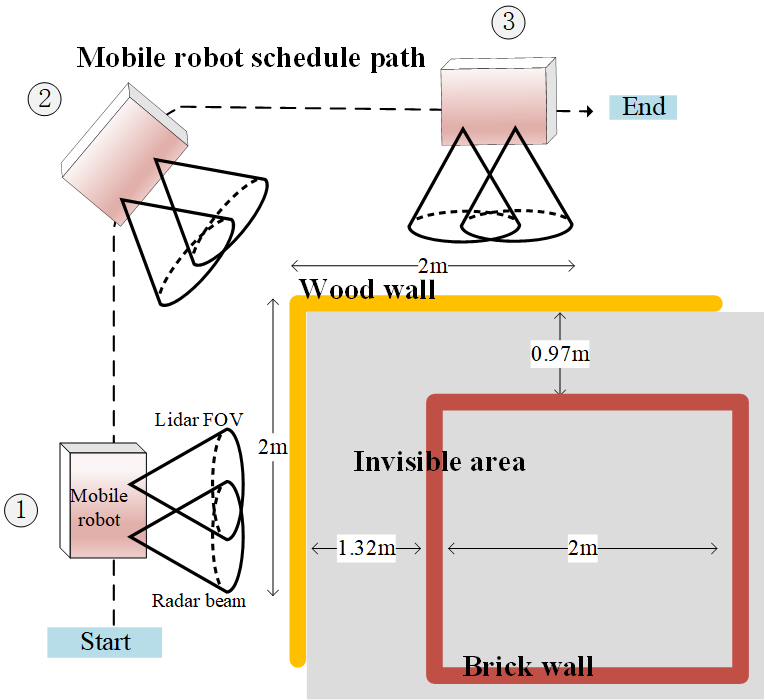 3
Mobile robot schedule path
2
End
2m
Wood wall
0.97m
Lidar FOV
2m
Invisible area
Mobile
robot
1
1.32m
2m
Radar beam
Start
Brick wall